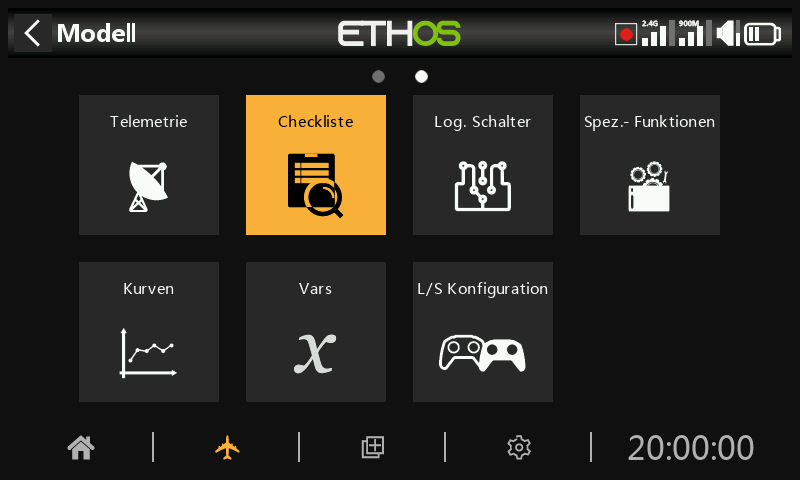 Modell
ETHOS
2.4G
900M
Telemetrie
Checkliste
Log. Schalter
Spez.- Funktionen
Kurven
Vars
L/S Konfiguration
20:00:00